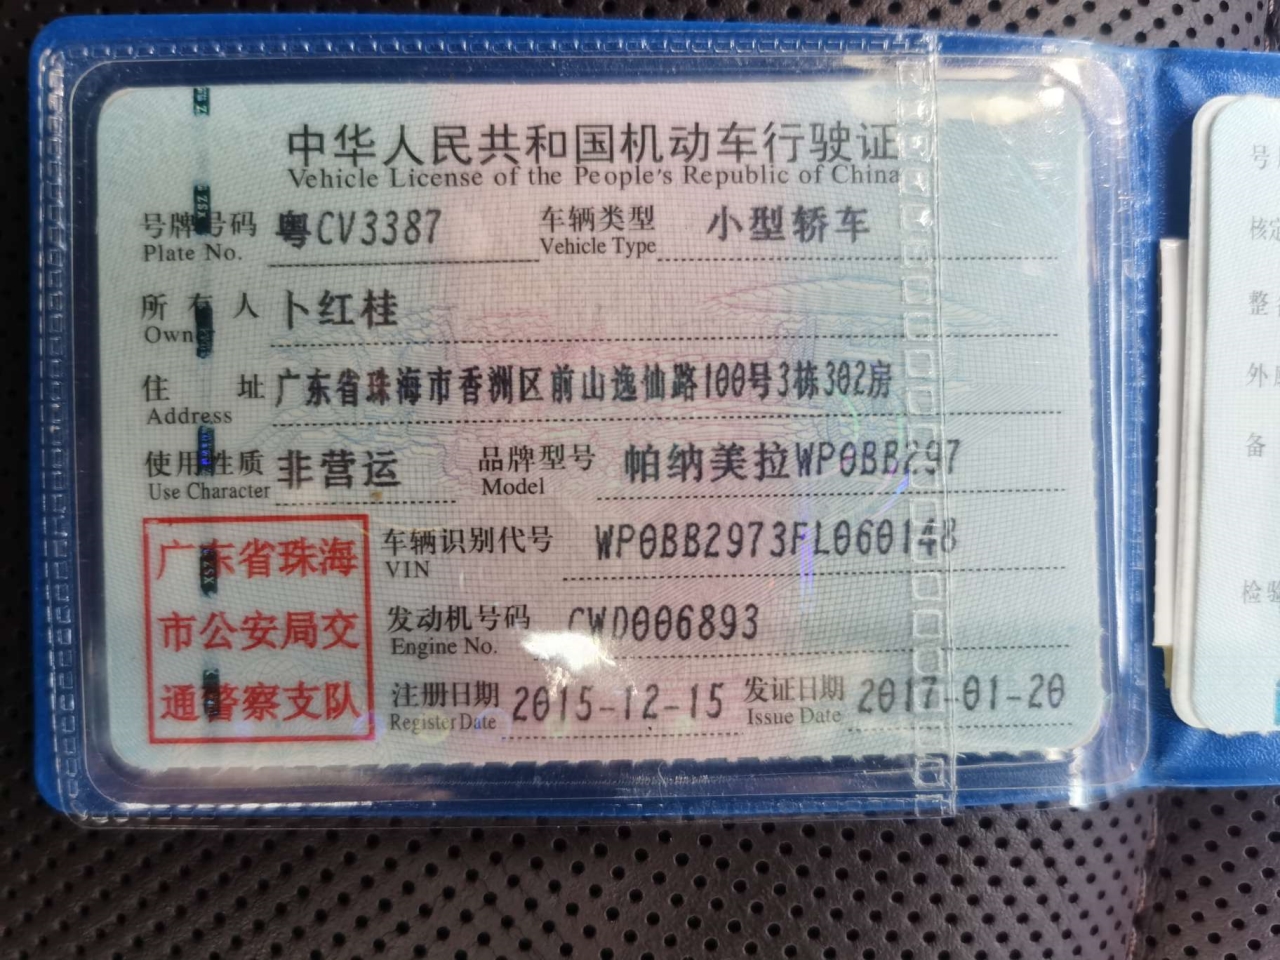 中华人民共和国机动车行驶证
Vehicle License of the People's Republic of China
号牌号码 粤CV3387 车辆类型 小型轿车
Plate No. Vehicle Type
所有人 卜红桂
Owner
住址 广东省珠海市香洲区前山逸仙路100号3栋302房
Address
使用性质 非营运 品牌型号 帕纳美拉WP0BB297
Use Character Model
车辆识别代号 WP0BB2973FL060148
VIN
发动机号码 CWD006893
Engine No.
注册日期 2015-12-15 发证日期 2017-01-20
Register Date Issue Date
广东省珠海
市公安局交
通警察支队
号
核定
整
外
备
检验